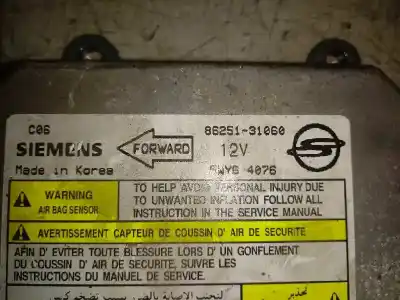 C06
86251-31060
SIEMENS
FORWARD
12V
Made in Korea
5WY6 4076
WARNING
AIR BAG SENSOR
TO HELP AVOID PERSONAL INJURY DUE
TO UNWANTED INFLATION FOLLOW ALL
INSTRUCTION IN THE SERVICE MANUAL
AVERTISSEMENT CAPTEUR DE COUSSIN D' AIR DE SECURITE
AFIN D' EVITER TOUTE BLESSURE LORS D' UN GONFLEMENT
DU COUSSIN D' AIR DE SECURITE, SUIVRE LES
INSTRUCTIONS DU MANUEL DE SERVICE.
تحذير
لتجنب الإصابة